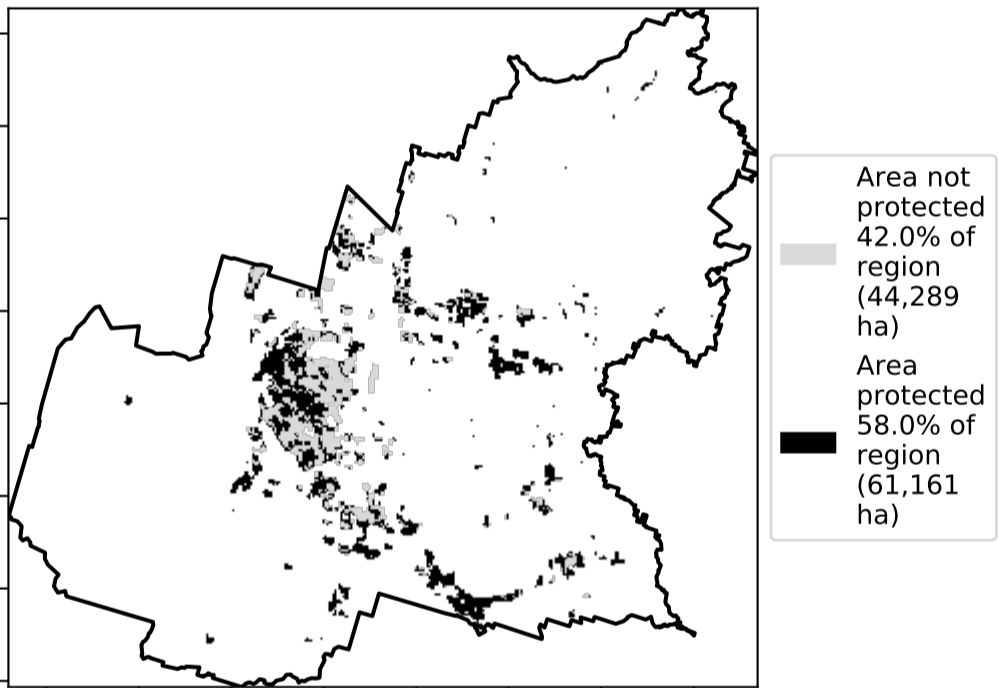 Area not
protected
42.0% of
region
(44,289
ha)
Area
protected
58.0% of
region
(61,161
ha)